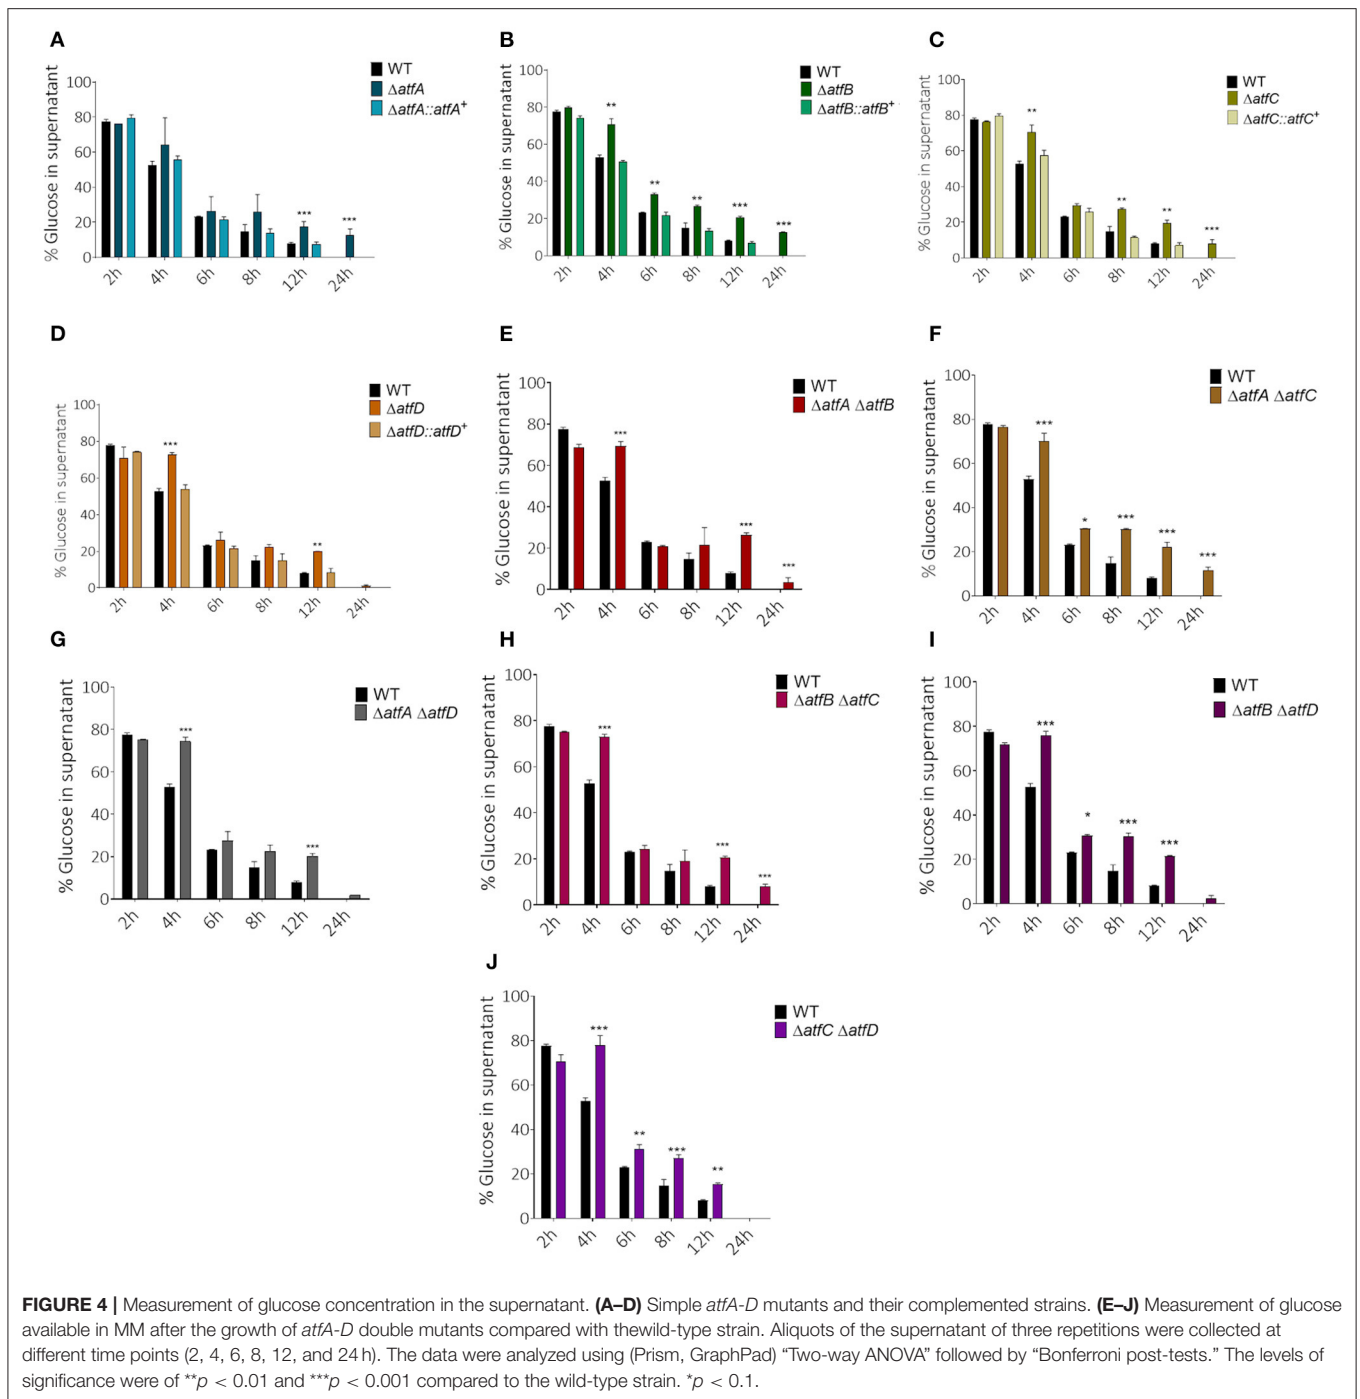 A
WT
ΔatfA
ΔatfA::atfA+
% Glucose in supernatant
100
80
60
40
20
0
***
***
2h
4h
6h
8h
12h
24h
B
WT
ΔatfB
ΔatfB::atfB+
% Glucose in supernatant
100
80
60
40
20
0
**
**
**
***
***
2h
4h
6h
8h
12h
24h
C
WT
ΔatfC
ΔatfC::atfC+
% Glucose in supernatant
100
80
60
40
20
0
**
**
**
***
2h
4h
6h
8h
12h
24h
D
WT
ΔatfD
ΔatfD::atfD+
% Glucose in supernatant
100
80
60
40
20
0
***
**
2h
4h
6h
8h
12h
24h
E
WT
ΔatfA ΔatfB
% Glucose in supernatant
100
80
60
40
20
0
***
***
***
2h
4h
6h
8h
12h
24h
F
WT
ΔatfA ΔatfC
% Glucose in supernatant
100
80
60
40
20
0
***
*
***
***
***
2h
4h
6h
8h
12h
24h
G
WT
ΔatfA ΔatfD
% Glucose in supernatant
100
80
60
40
20
0
***
***
2h
4h
6h
8h
12h
24h
H
WT
ΔatfB ΔatfC
% Glucose in supernatant
100
80
60
40
20
0
***
***
***
2h
4h
6h
8h
12h
24h
I
WT
ΔatfB ΔatfD
% Glucose in supernatant
100
80
60
40
20
0
***
*
***
***
2h
4h
6h
8h
12h
24h
J
WT
ΔatfC ΔatfD
% Glucose in supernatant
100
80
60
40
20
0
***
**
***
**
2h
4h
6h
8h
12h
24h
FIGURE 4 | Measurement of glucose concentration in the supernatant. (A–D) Simple atfA-D mutants and their complemented strains. (E–J) Measurement of glucose
available in MM after the growth of atfA-D double mutants compared with thewild-type strain. Aliquots of the supernatant of three repetitions were collected at
different time points (2, 4, 6, 8, 12, and 24 h). The data were analyzed using (Prism, GraphPad) “Two-way ANOVA” followed by “Bonferroni post-tests.” The levels of
significance were of **p < 0.01 and ***p < 0.001 compared to the wild-type strain. *p < 0.1.